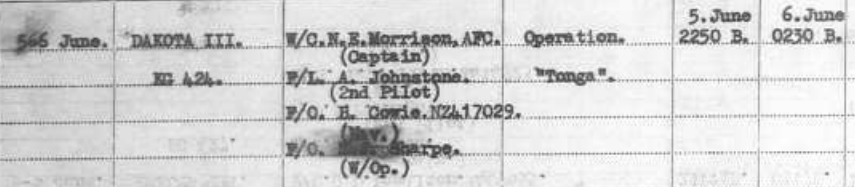 5.June 6.June
5&6 June. DAKOTA III. W/C.N.E.Morrison,AFC. Operation. 2250 B. 0230 B.
(Captain)
KG 424. F/L. A. Johnstone. "Tonga".
(2nd Pilot)
F/O. H. Cowie.NZ417029.
(Nav.)
F/O. Sharpe.
(W/Op.)